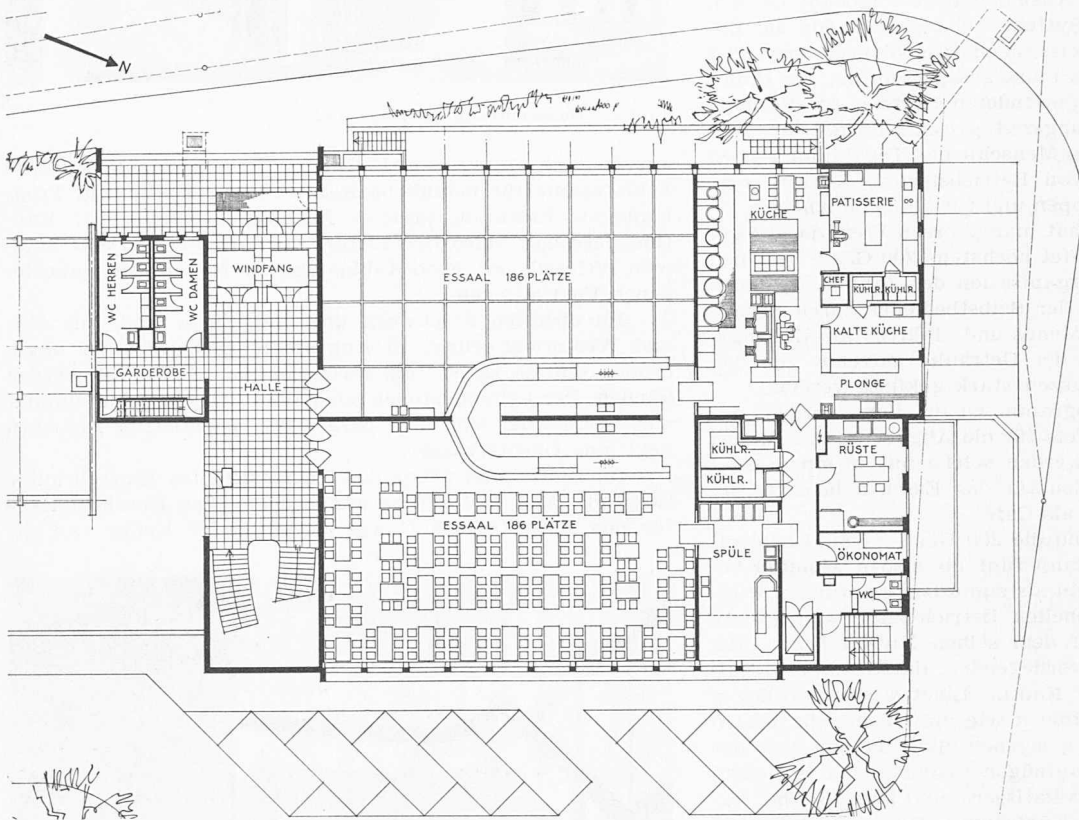 N
WC HERREN
WC DAMEN
WINDFANG
GARDEROBE
HALLE
ESSAAL 186 PLÄTZE
KÜCHE
PATISSERIE
CHEF
KÜHLR.
KÜHLR.
KALTE KÜCHE
PLONGE
KÜHLR.
KÜHLR.
RÜSTE
ESSAAL 186 PLÄTZE
SPÜLE
ÖKONOMAT
WC